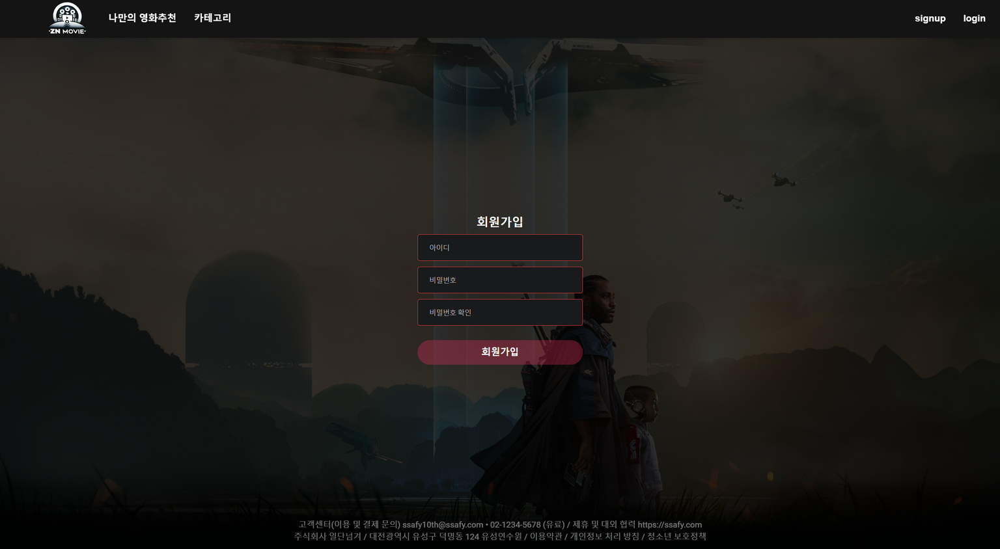 ·ZN MOVIE·
나만의 영화추천
카테고리
signup
login
회원가입
아이디
비밀번호
비밀번호 확인
회원가입
고객센터(이용 및 결제 문의) ssafy10th@ssafy.com • 02-1234-5678 (유료) / 제휴 및 대외 협력 https://ssafy.com
주식회사 일단넘겨 / 대전광역시 유성구 덕명동 124 유성연수원 / 이용약관 / 개인정보 처리 방침 / 청소년 보호정책